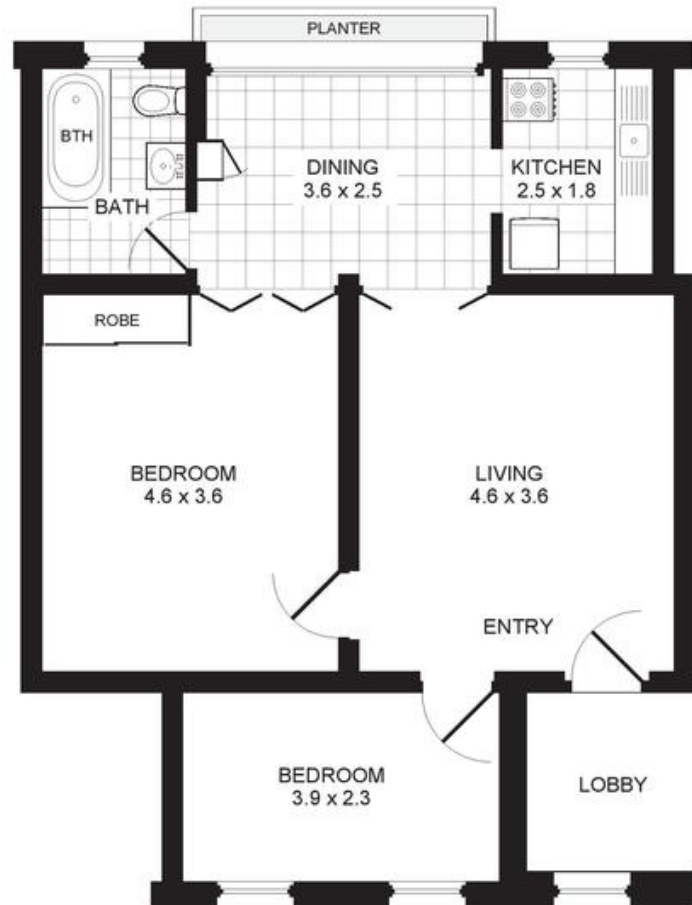 PLANTER
BTH
BATH
DINING
3.6 x 2.5
KITCHEN
2.5 x 1.8
ROBE
BEDROOM
4.6 x 3.6
LIVING
4.6 x 3.6
ENTRY
BEDROOM
3.9 x 2.3
LOBBY